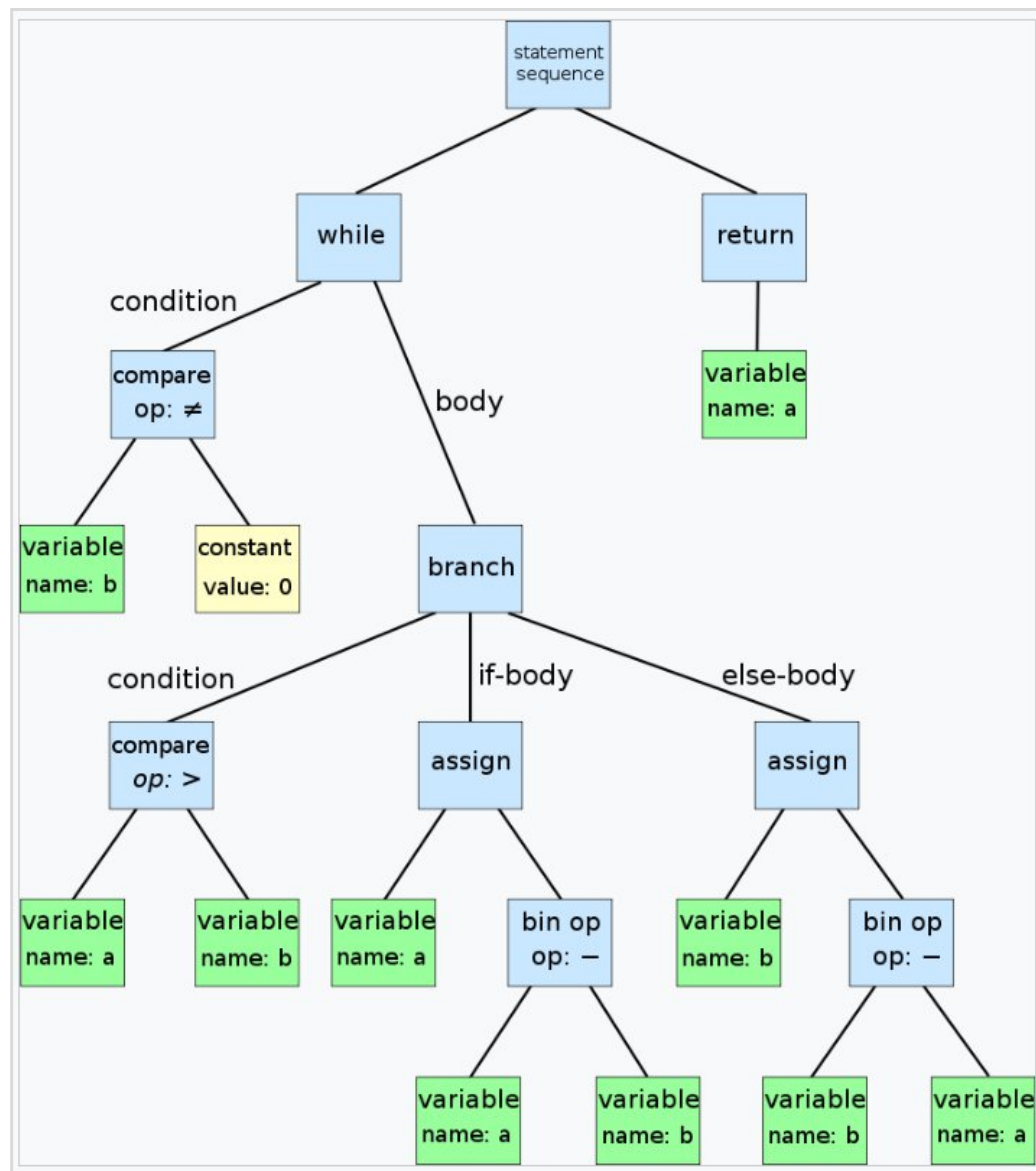 statement
sequence
while
return
condition
compare
op: ≠
body
variable
name: a
variable
name: b
constant
value: 0
branch
condition
if-body
else-body
compare
op: >
assign
assign
variable
name: a
variable
name: b
variable
name: a
bin op
op: −
variable
name: b
bin op
op: −
variable
name: a
variable
name: b
variable
name: b
variable
name: a